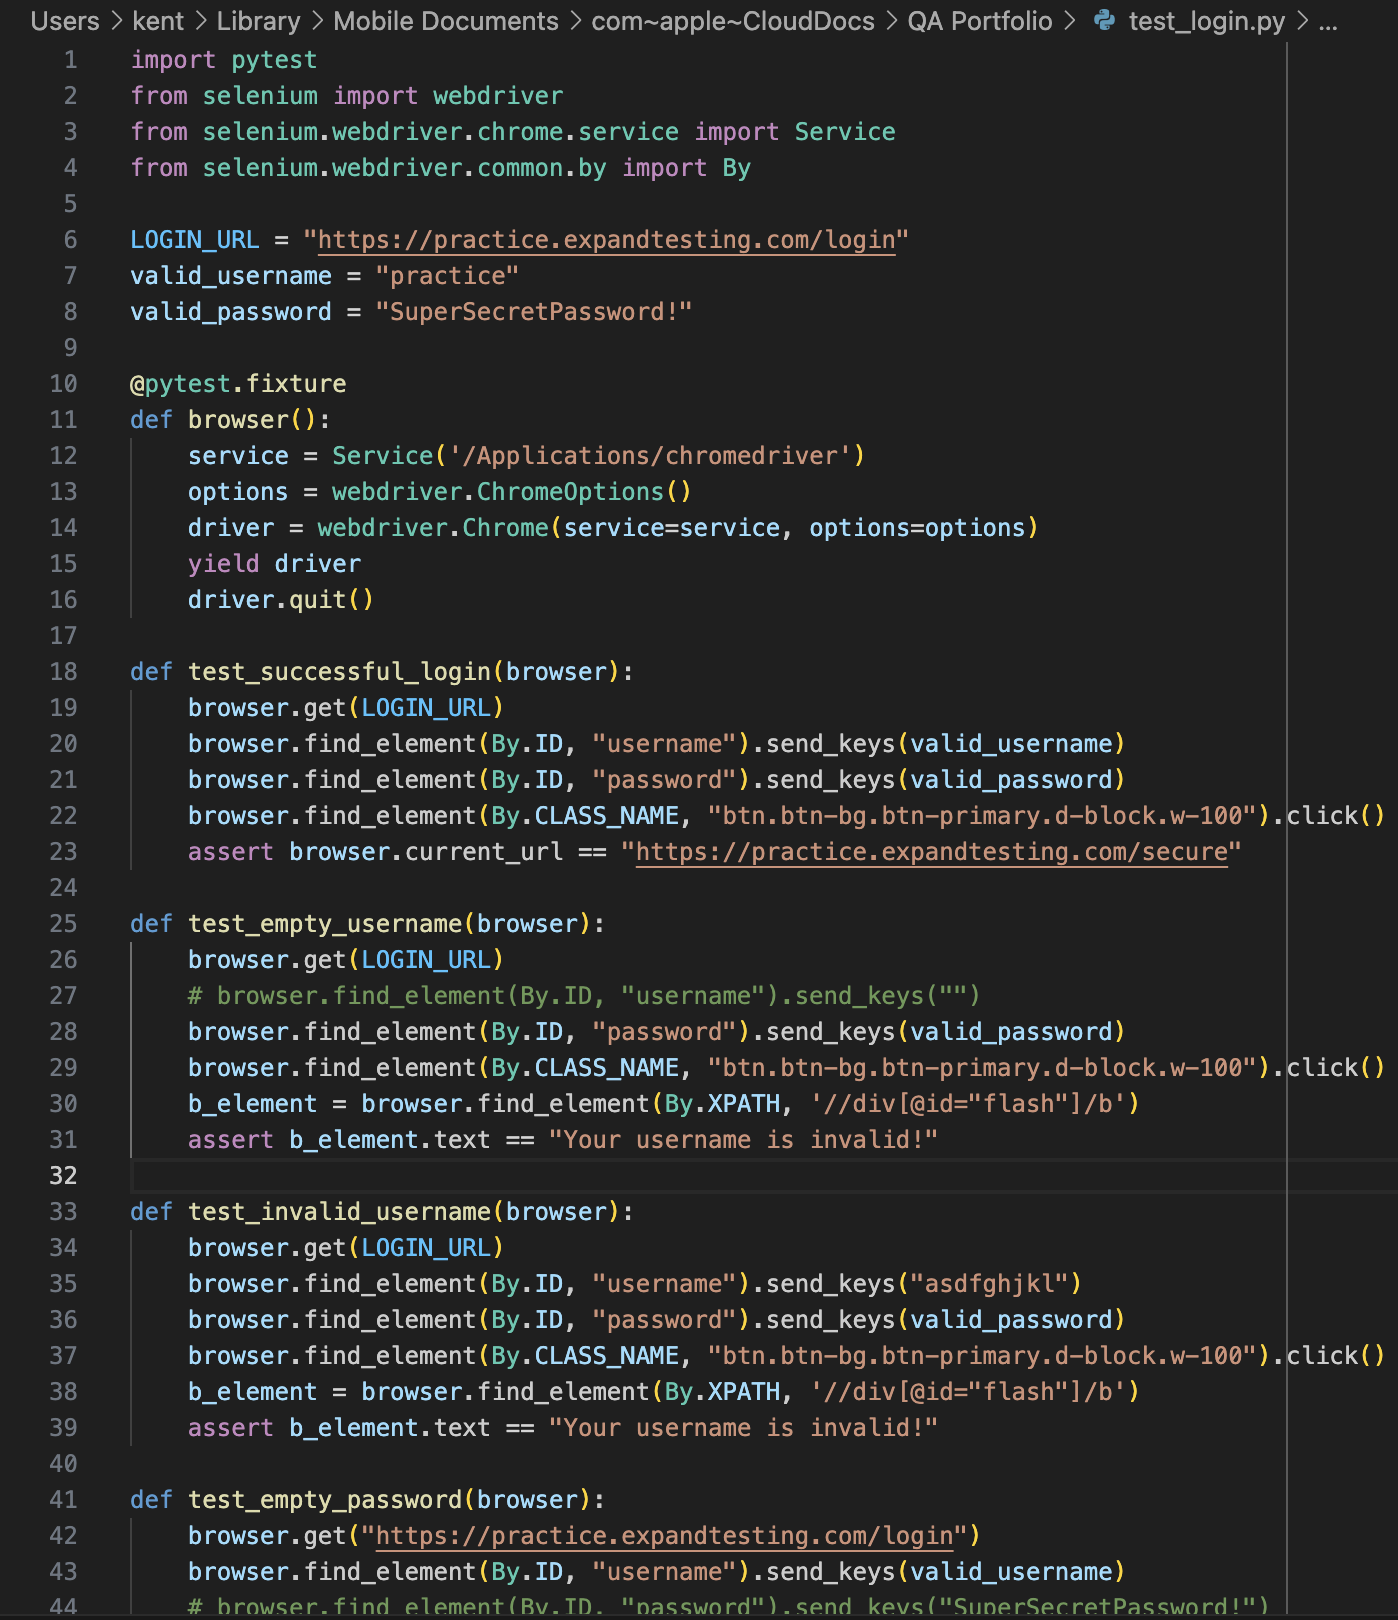 Users > kent > Library > Mobile Documents > com~apple~CloudDocs > QA Portfolio > test_login.py > ...
1 import pytest
2 from selenium import webdriver
3 from selenium.webdriver.chrome.service import Service
4 from selenium.webdriver.common.by import By
5
6 LOGIN_URL = "https://practice.expandtesting.com/login"
7 valid_username = "practice"
8 valid_password = "SuperSecretPassword!"
9
10 @pytest.fixture
11 def browser():
12     service = Service('/Applications/chromedriver')
13     options = webdriver.ChromeOptions()
14     driver = webdriver.Chrome(service=service, options=options)
15     yield driver
16     driver.quit()
17
18 def test_successful_login(browser):
19     browser.get(LOGIN_URL)
20     browser.find_element(By.ID, "username").send_keys(valid_username)
21     browser.find_element(By.ID, "password").send_keys(valid_password)
22     browser.find_element(By.CLASS_NAME, "btn.btn-bg.btn-primary.d-block.w-100").click()
23     assert browser.current_url == "https://practice.expandtesting.com/secure"
24
25 def test_empty_username(browser):
26     browser.get(LOGIN_URL)
27     # browser.find_element(By.ID, "username").send_keys("")
28     browser.find_element(By.ID, "password").send_keys(valid_password)
29     browser.find_element(By.CLASS_NAME, "btn.btn-bg.btn-primary.d-block.w-100").click()
30     b_element = browser.find_element(By.XPATH, '//div[@id="flash"]/b')
31     assert b_element.text == "Your username is invalid!"
32
33 def test_invalid_username(browser):
34     browser.get(LOGIN_URL)
35     browser.find_element(By.ID, "username").send_keys("asdfghjkl")
36     browser.find_element(By.ID, "password").send_keys(valid_password)
37     browser.find_element(By.CLASS_NAME, "btn.btn-bg.btn-primary.d-block.w-100").click()
38     b_element = browser.find_element(By.XPATH, '//div[@id="flash"]/b')
39     assert b_element.text == "Your username is invalid!"
40
41 def test_empty_password(browser):
42     browser.get("https://practice.expandtesting.com/login")
43     browser.find_element(By.ID, "username").send_keys(valid_username)
44     # browser.find_element(By.ID, "password").send_keys("SuperSecretPassword!")